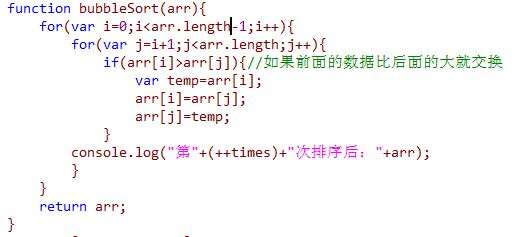 function bubbleSort(arr){
    for(var i=0;i<arr.length-1;i++){
        for(var j=i+1;j<arr.length;j++){
            if(arr[i]>arr[j]){//如果前面的数据比后面的大就交换
                var temp=arr[i];
                arr[i]=arr[j];
                arr[j]=temp;
            }
        console.log("第"+(++times)+"次排序后："+arr);
        }
    }
    return arr;
}